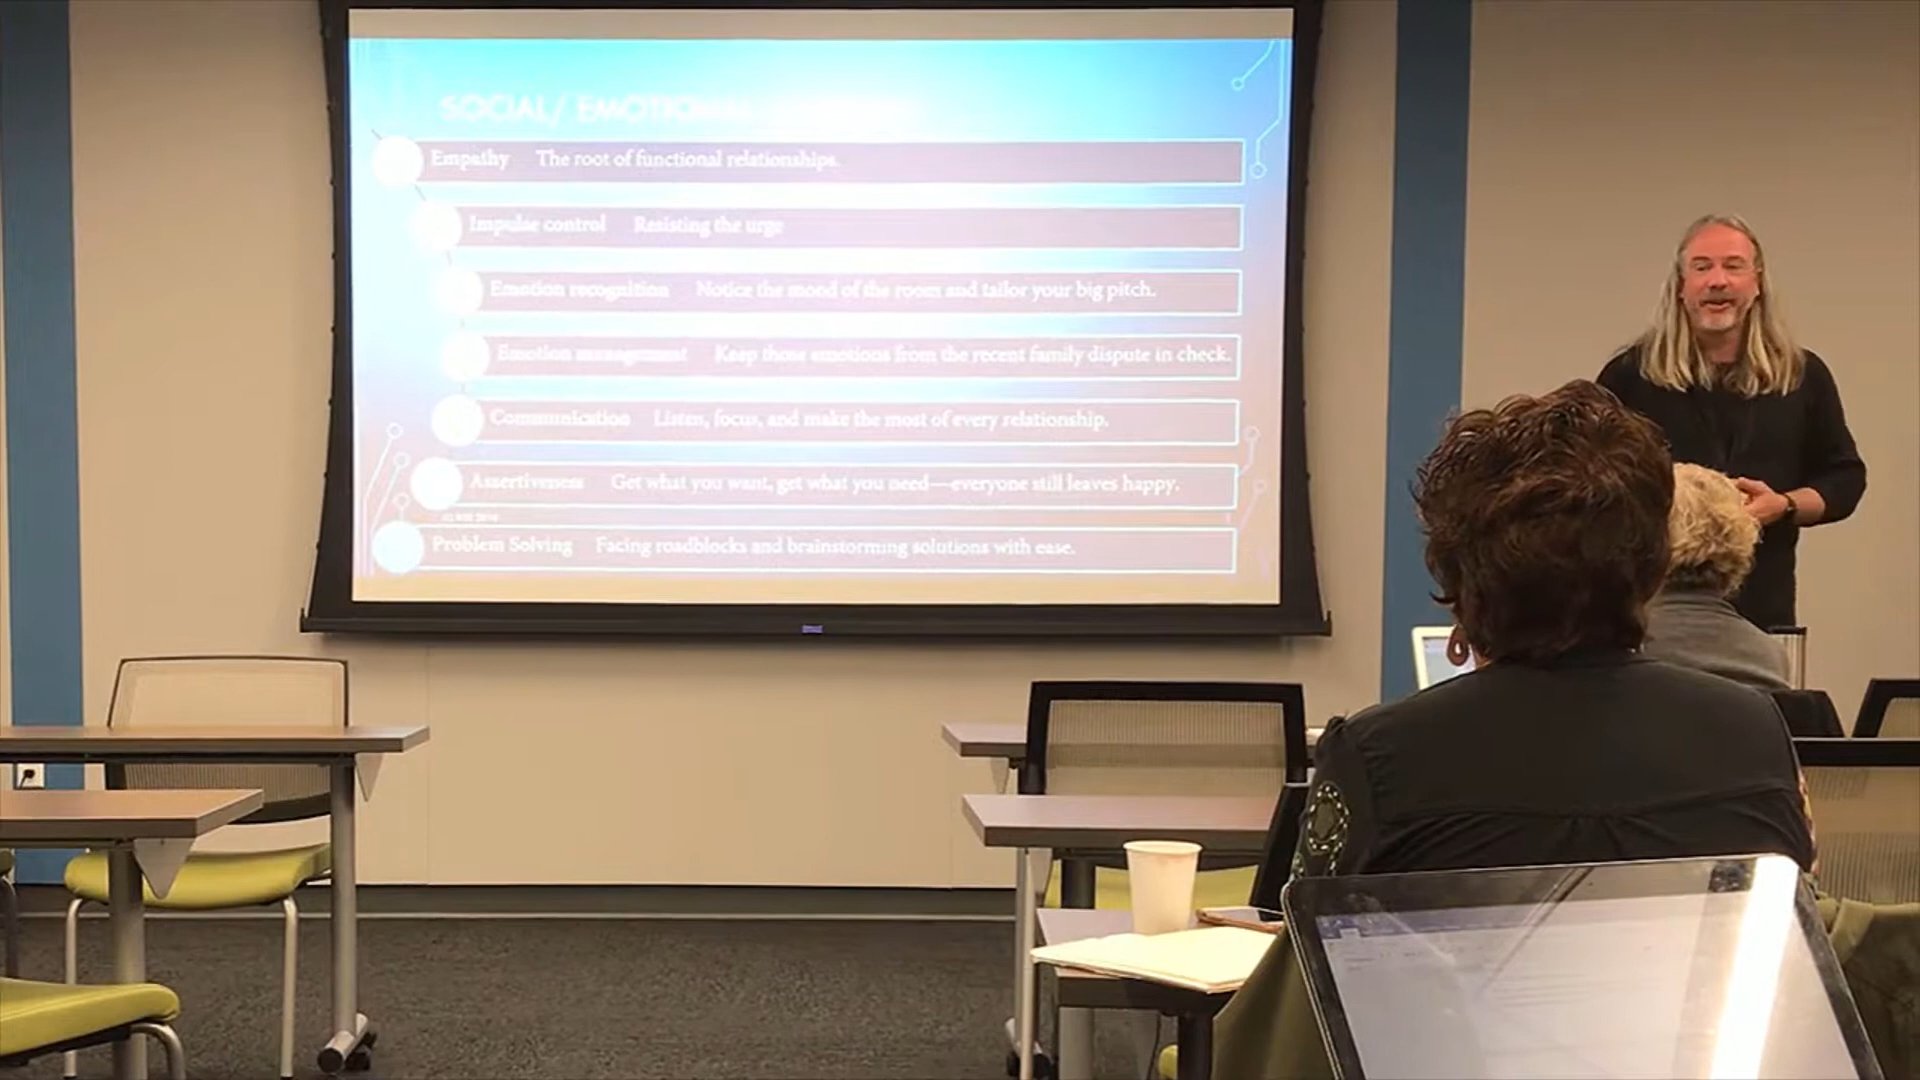 SOCIAL/ EMOTIONAL
Empathy The root of functional relationships.
Impulse control Resisting the urge
Emotion recognition Notice the mood of the room and tailor your big pitch.
Emotion management Keep those emotions from the recent family dispute in check.
Communication Listen, focus, and make the most of every relationship.
Assertiveness Get what you want, get what you need—everyone still leaves happy.
Problem Solving Facing roadblocks and brainstorming solutions with ease.